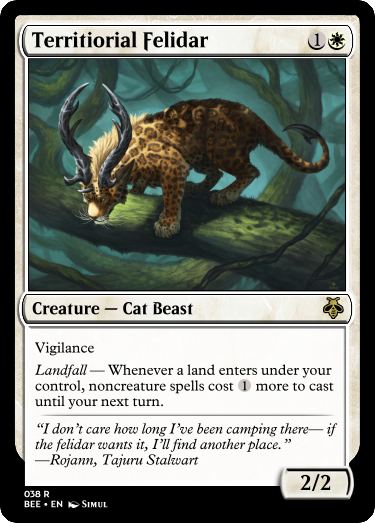 Territiorial Felidar 1
Creature — Cat Beast
Vigilance
Landfall — Whenever a land enters under your
control, noncreature spells cost 1 more to cast
until your next turn.
“I don't care how long I've been camping there— if
the felidar wants it, I'll find another place.”
—Rojann, Tajuru Stalwart
2/2
038 R
BEE • EN Simul